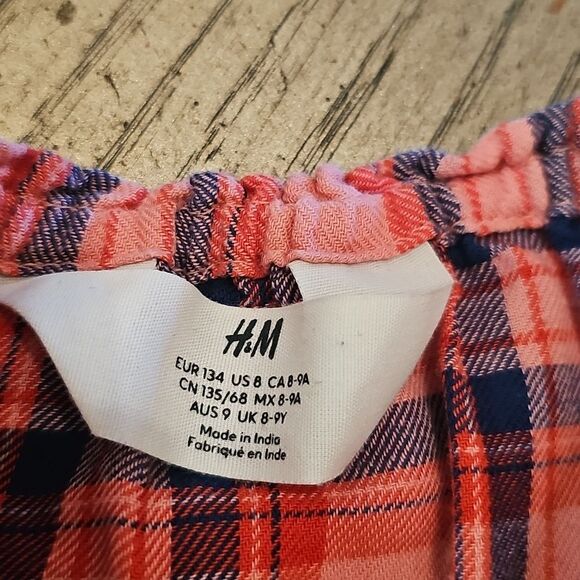 H&M
EUR 134 US 8 CA 8-9A
CN 135/68 MX 8-9A
AUS 9 UK 8-9Y
Made in India
Fabriqué en Inde